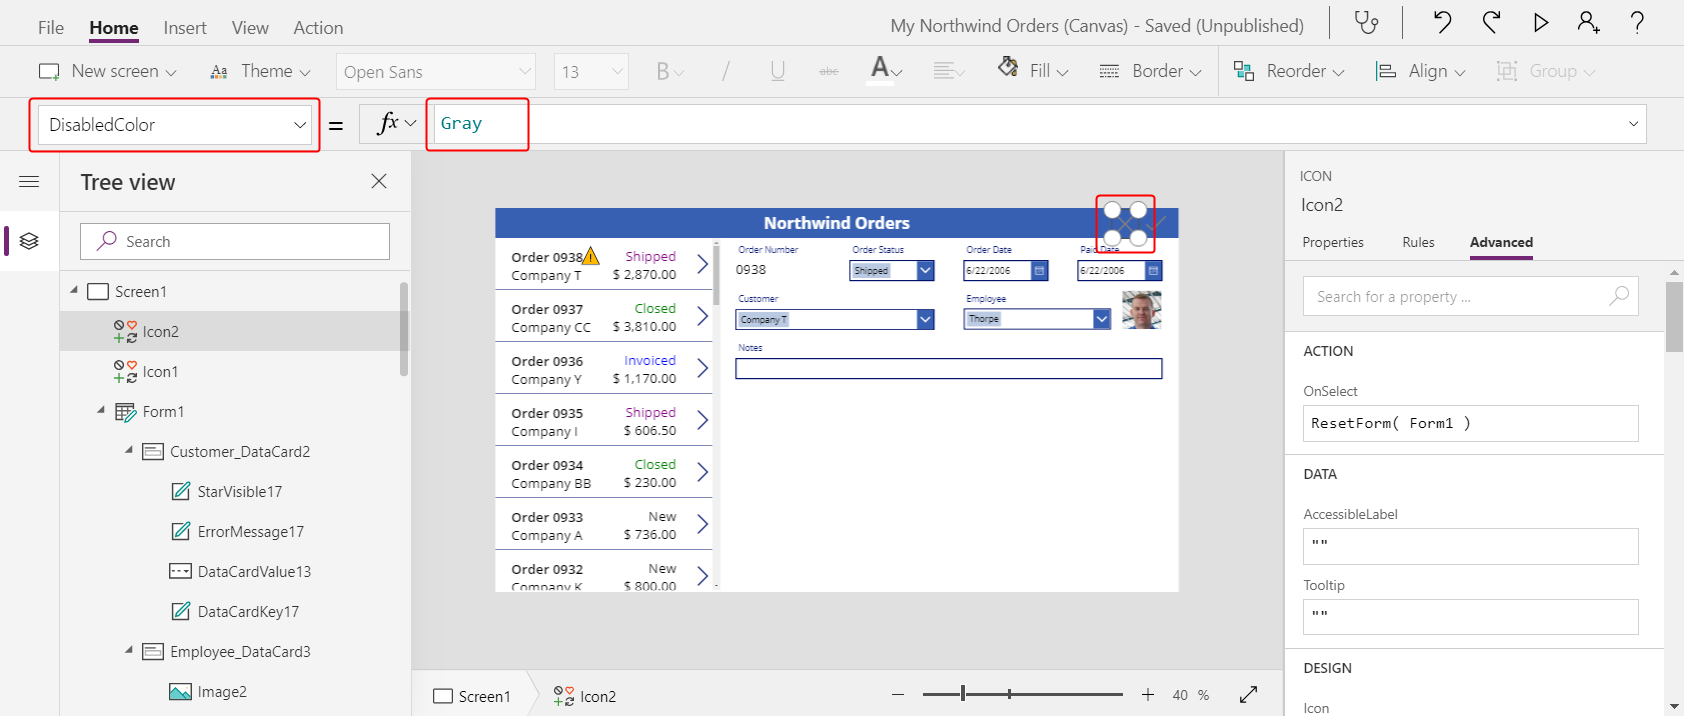 File Home Insert View Action My Northwind Orders (Canvas) - Saved (Unpublished) ?
New screen Aa Theme Open Sans 13 B / U abc A Fill Border Reorder Align Group
DisabledColor = fx Gray
Tree view
Search
Screen1
Icon2
Icon1
Form1
Customer_DataCard2
StarVisible17
ErrorMessage17
DataCardValue13
DataCardKey17
Employee_DataCard3
Image2
Northwind Orders
Order 0938 Shipped
Company T $ 2,870.00
Order 0937 Closed
Company CC $ 3,810.00
Order 0936 Invoiced
Company Y $ 1,170.00
Order 0935 Shipped
Company I $ 606.50
Order 0934 Closed
Company BB $ 230.00
Order 0933 New
Company A $ 736.00
Order 0932 New
Company K $ 800.00
Order Number Order Status Order Date Paid Date
0938 Shipped 6/22/2006 6/22/2006
Customer Employee
Company T Thorpe
Notes
Screen1 Icon2 — + 40 %
ICON
Icon2
Properties Rules Advanced
Search for a property ...
ACTION
OnSelect
ResetForm( Form1 )
DATA
AccessibleLabel
""
Tooltip
""
DESIGN
Icon